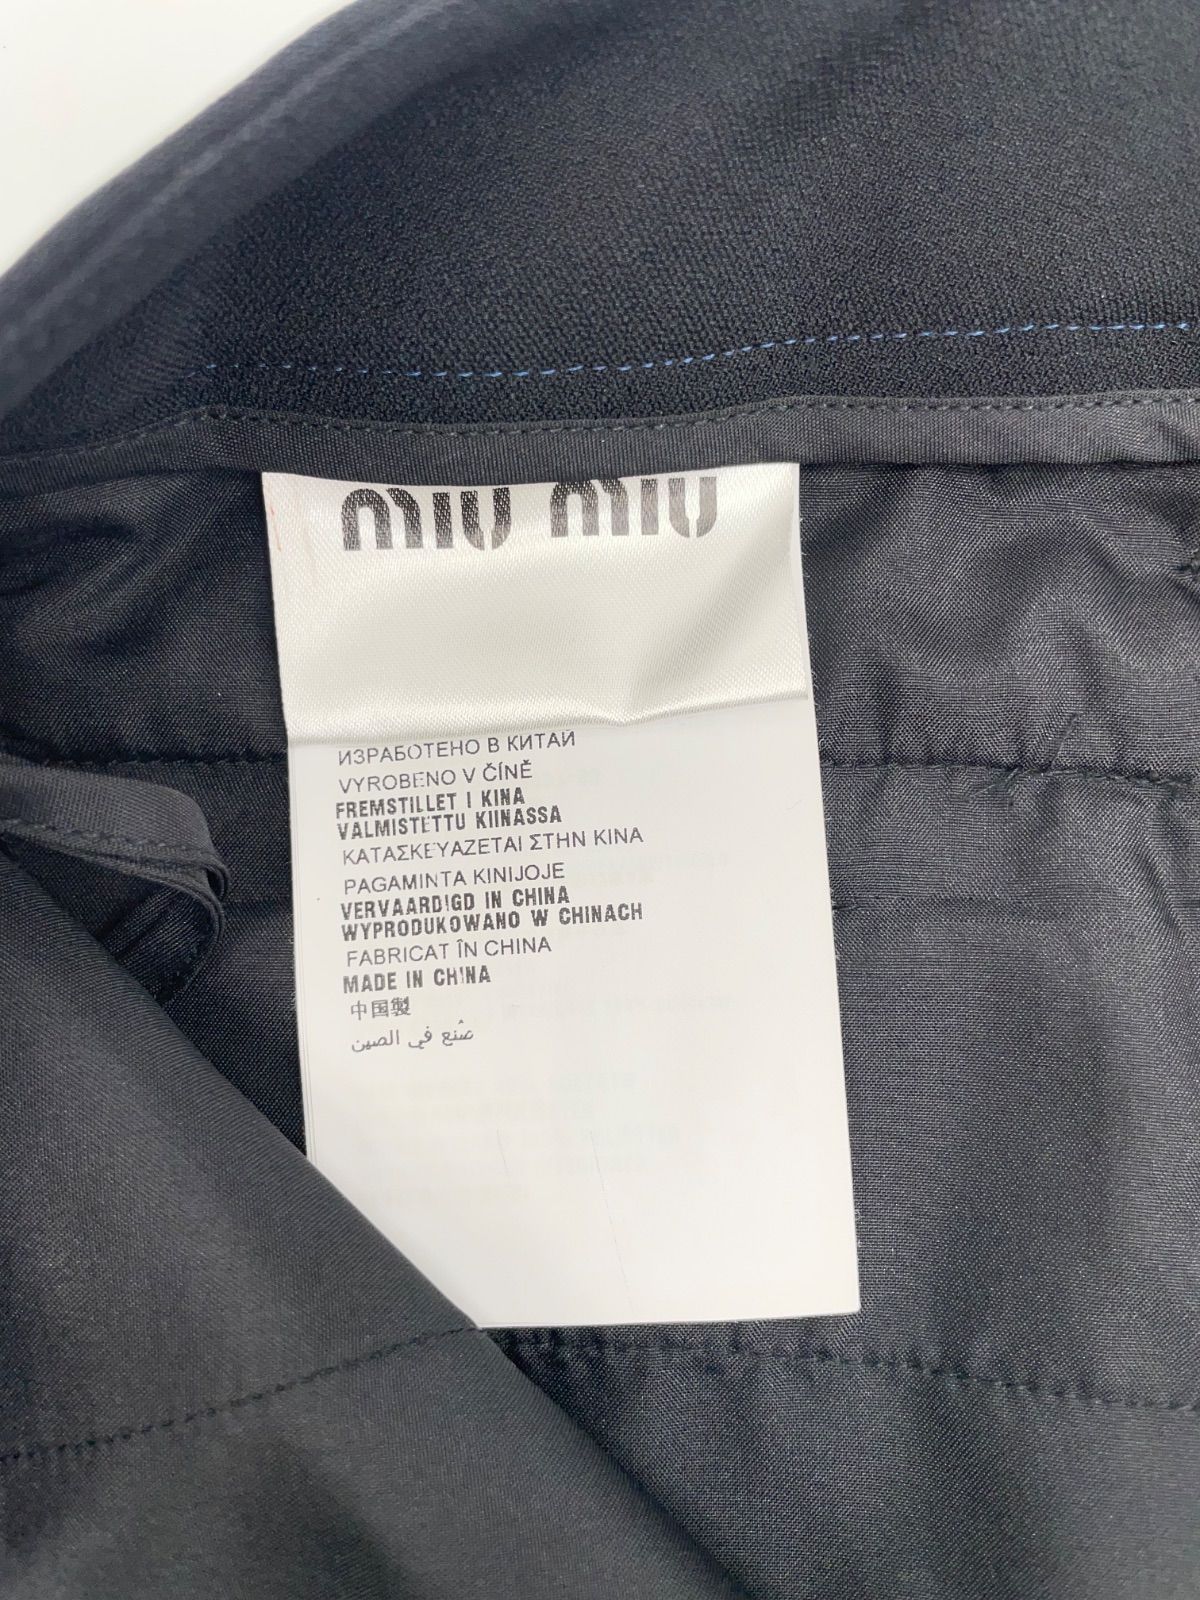 miu miu
ИЗРАБОТЕНО В КИТАЙ
VYROBENO V ČÍNĚ
FREMSTILLET I KINA
VALMISTETTU KIINASSA
ΚΑΤΑΣΚΕΥΑΖΕΤΑΙ ΣΤΗΝ ΚΙΝΑ
PAGAMINTA KINIJOJE
VERVAARDIGD IN CHINA
WYPRODUKOWANO W CHINACH
FABRICAT ÎN CHINA
MADE IN CHINA
中国製
صُنع في الصين